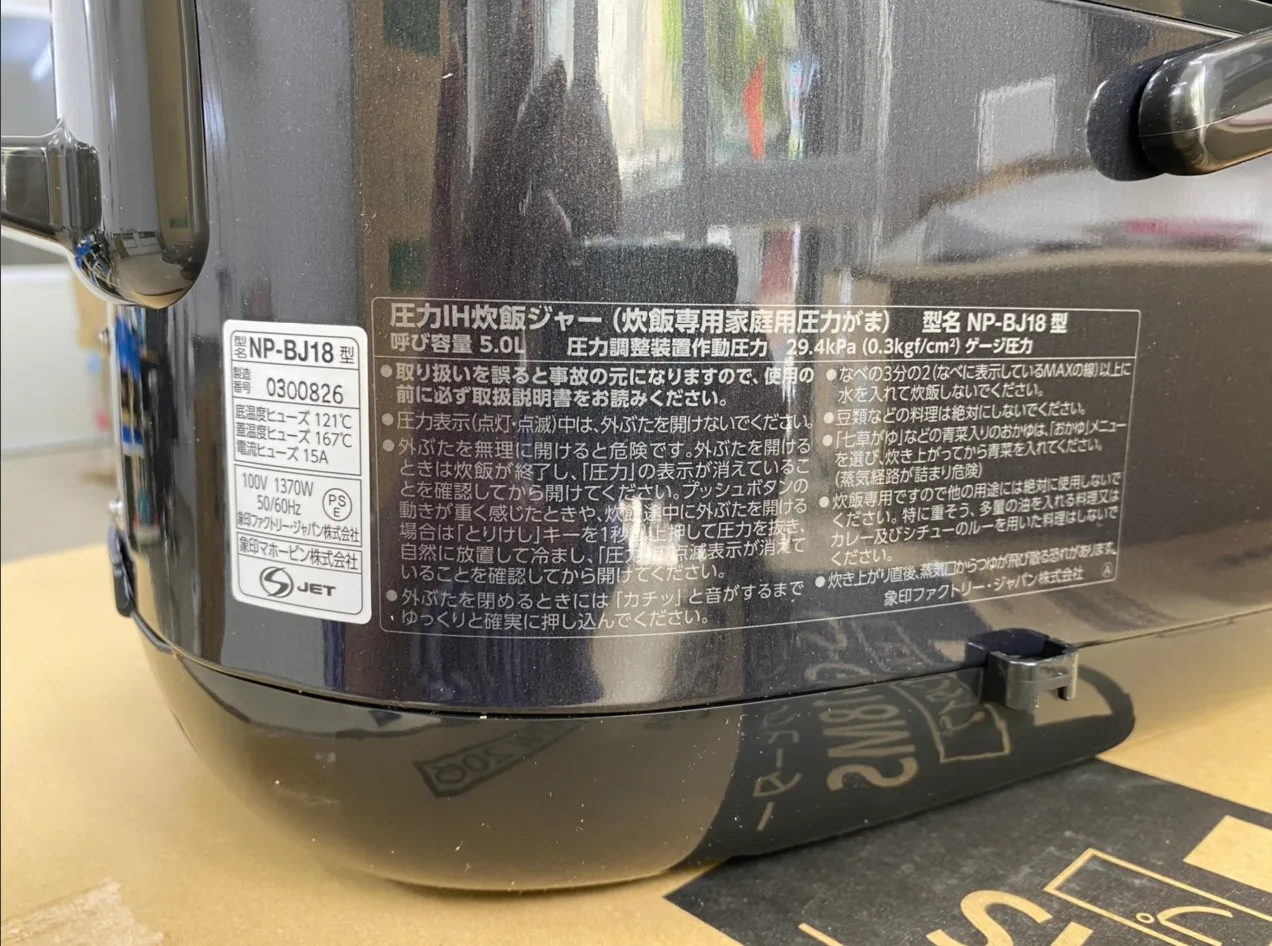 型名 NP-BJ18 型
製造番号 0300826
底温度ヒューズ 121℃
蓋温度ヒューズ 167℃
電流ヒューズ 15A
100V 1370W
50/60Hz
PS
E
象印ファクトリー・ジャパン株式会社
象印マホービン株式会社
JET
圧力IH炊飯ジャー（炊飯専用家庭用圧力がま） 型名 NP-BJ18 型
呼び容量 5.0L 圧力調整装置作動圧力 29.4kPa (0.3kgf/cm²) ゲージ圧力
●取り扱いを誤ると事故の元になりますので、使用の
前に必ず取扱説明書をお読みください。
●圧力表示(点灯・点滅)中は、外ぶたを開けないでください。
●外ぶたを無理に開けると危険です。外ぶたを開ける
ときは炊飯が終了し、「圧力」の表示が消えているこ
とを確認してから開けてください。プッシュボタンの
動きが重く感じたときや、炊飯途中に外ぶたを開ける
場合は「とりけし」キーを1秒以上押して圧力を抜き、
自然に放置して冷まし、「圧力」の点滅表示が消えて
いることを確認してから開けてください。
●外ぶたを閉めるときには「カチッ」と音がするまで
ゆっくりと確実に押し込んでください。
●なべの3分の2(なべに表示しているMAXの線)以上に
水を入れて炊飯しないでください。
●豆類などの料理は絶対にしないでください。
●「七草がゆ」などの青菜入りのおかゆは、「おかゆ」メニュー
を選び、炊き上がってから青菜を入れてください。
(蒸気経路が詰まり危険)
●炊飯専用ですので他の用途には絶対に使用しないで
ください。特に重そう、多量の油を入れる料理又は
カレー及びシチューのルーを用いた料理はしないで
ください。
●炊き上がり直後、蒸気口からつゆが飛び散る恐れがあります。
象印ファクトリー・ジャパン株式会社 Ⓐ
℃